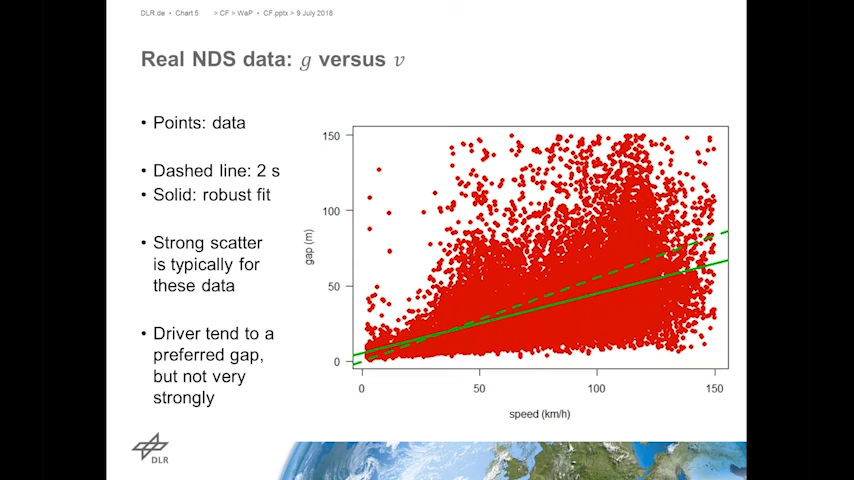 DLR.de • Chart 5 > CF > WaP • CF.pptx > 9 July 2018
Real NDS data: g versus v
• Points: data
• Dashed line: 2 s
• Solid: robust fit
• Strong scatter
is typically for
these data
• Driver tend to a
preferred gap,
but not very
strongly
150
100
50
0
gap (m)
0 50 100 150
speed (km/h)
DLR